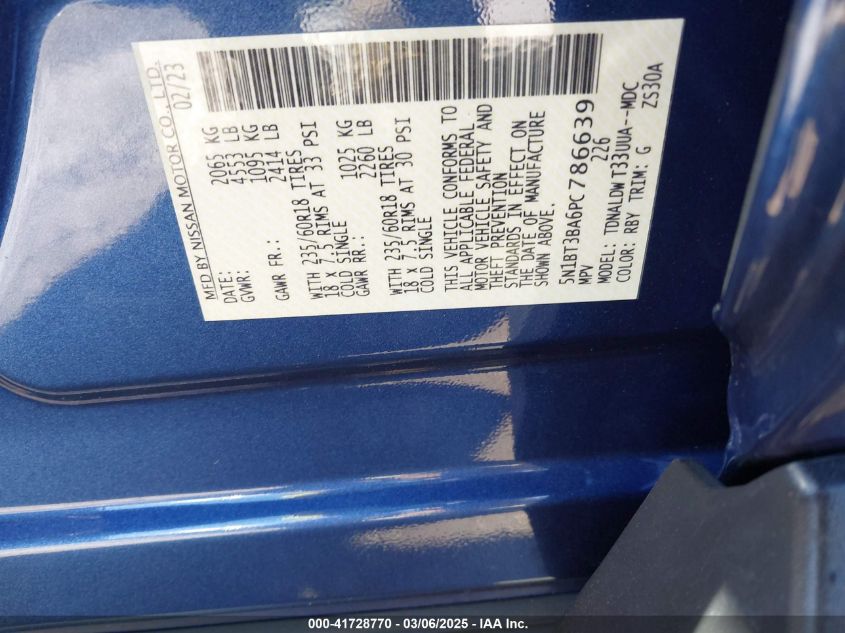 MFD BY NISSAN MOTOR CO., LTD.
DATE: 02/23
GVWR: 2065 KG
4553 LB
GAWR FR.: 1095 KG
2414 LB
WITH 235/60R18 TIRES
18 X 7.5 RIMS AT 33 PSI
COLD SINGLE
GAWR RR.: 1025 KG
2260 LB
WITH 235/60R18 TIRES
18 X 7.5 RIMS AT 30 PSI
COLD SINGLE
THIS VEHICLE CONFORMS TO
ALL APPLICABLE FEDERAL
MOTOR VEHICLE SAFETY AND
THEFT PREVENTION
STANDARDS IN EFFECT ON
THE DATE OF MANUFACTURE
SHOWN ABOVE.
5N1BT3BA6PC786639
MPV 226
MODEL: TDNALDW T33UUA--MDC
COLOR: RBY TRIM: G ZS30A
000-41728770 - 03/06/2025 - IAA Inc.